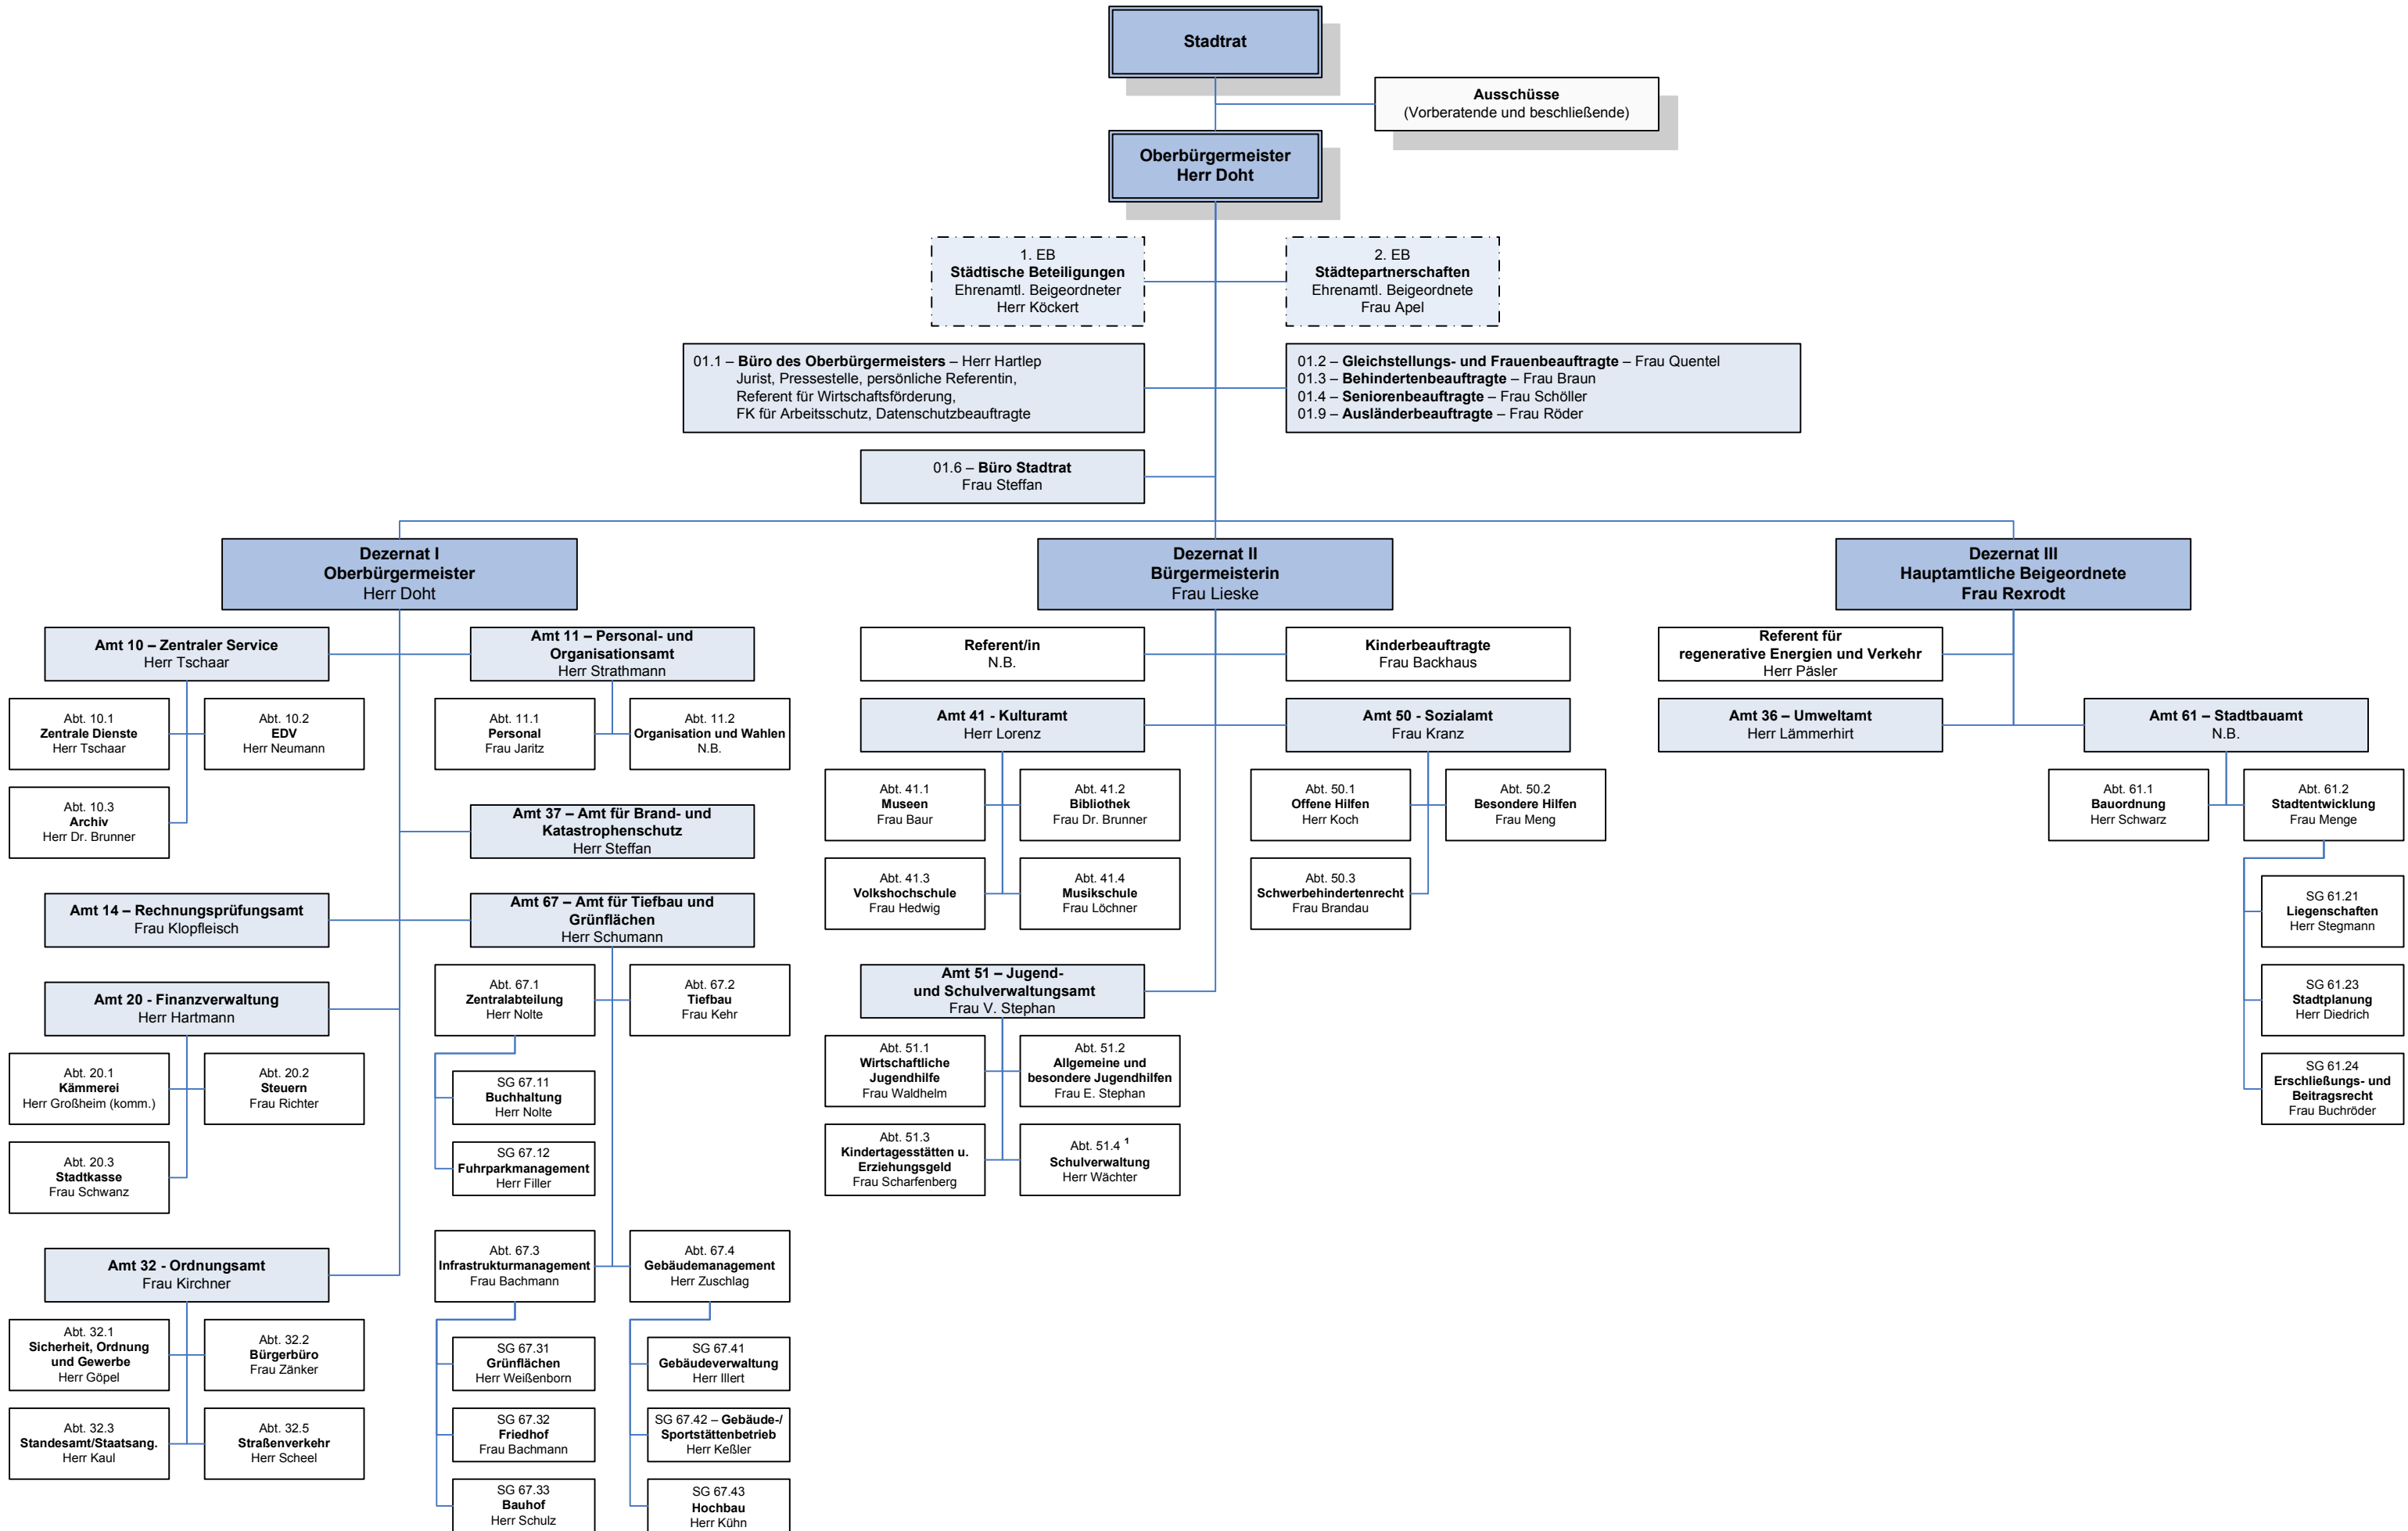 Stadtrat
Ausschüsse
(Vorberatende und beschließende)
Oberbürgermeister
Herr Doht
1. EB
Städtische Beteiligungen
Ehrenamtl. Beigeordneter
Herr Köckert
2. EB
Städtepartnerschaften
Ehrenamtl. Beigeordnete
Frau Apel
01.1 – Büro des Oberbürgermeisters – Herr Hartlep
Jurist, Pressestelle, persönliche Referentin,
Referent für Wirtschaftsförderung,
FK für Arbeitsschutz, Datenschutzbeauftragte
01.2 – Gleichstellungs- und Frauenbeauftragte – Frau Quentel
01.3 – Behindertenbeauftragte – Frau Braun
01.4 – Seniorenbeauftragte – Frau Schöller
01.9 – Ausländerbeauftragte – Frau Röder
01.6 – Büro Stadtrat
Frau Steffan
Dezernat I
Oberbürgermeister
Herr Doht
Dezernat II
Bürgermeisterin
Frau Lieske
Dezernat III
Hauptamtliche Beigeordnete
Frau Rexrodt
Amt 10 – Zentraler Service
Herr Tschaar
Amt 11 – Personal- und
Organisationsamt
Herr Strathmann
Abt. 10.1
Zentrale Dienste
Herr Tschaar
Abt. 10.2
EDV
Herr Neumann
Abt. 11.1
Personal
Frau Jaritz
Abt. 11.2
Organisation und Wahlen
N.B.
Abt. 10.3
Archiv
Herr Dr. Brunner
Amt 37 – Amt für Brand- und
Katastrophenschutz
Herr Steffan
Amt 14 – Rechnungsprüfungsamt
Frau Klopfleisch
Amt 67 – Amt für Tiefbau und
Grünflächen
Herr Schumann
Amt 20 - Finanzverwaltung
Herr Hartmann
Abt. 67.1
Zentralabteilung
Herr Nolte
Abt. 67.2
Tiefbau
Frau Kehr
Abt. 20.1
Kämmerei
Herr Großheim (komm.)
Abt. 20.2
Steuern
Frau Richter
SG 67.11
Buchhaltung
Herr Nolte
Abt. 20.3
Stadtkasse
Frau Schwanz
SG 67.12
Fuhrparkmanagement
Herr Filler
Amt 32 - Ordnungsamt
Frau Kirchner
Abt. 67.3
Infrastrukturmanagement
Frau Bachmann
Abt. 67.4
Gebäudemanagement
Herr Zuschlag
Abt. 32.1
Sicherheit, Ordnung
und Gewerbe
Herr Göpel
Abt. 32.2
Bürgerbüro
Frau Zänker
SG 67.31
Grünflächen
Herr Weißenborn
SG 67.41
Gebäudeverwaltung
Herr Illert
Abt. 32.3
Standesamt/Staatsang.
Herr Kaul
Abt. 32.5
Straßenverkehr
Herr Scheel
SG 67.32
Friedhof
Frau Bachmann
SG 67.42 – Gebäude-/
Sportstättenbetrieb
Herr Keßler
SG 67.33
Bauhof
Herr Schulz
SG 67.43
Hochbau
Herr Kühn
Referent/in
N.B.
Kinderbeauftragte
Frau Backhaus
Amt 41 - Kulturamt
Herr Lorenz
Amt 50 - Sozialamt
Frau Kranz
Abt. 41.1
Museen
Frau Baur
Abt. 41.2
Bibliothek
Frau Dr. Brunner
Abt. 50.1
Offene Hilfen
Herr Koch
Abt. 50.2
Besondere Hilfen
Frau Meng
Abt. 41.3
Volkshochschule
Frau Hedwig
Abt. 41.4
Musikschule
Frau Löchner
Abt. 50.3
Schwerbehindertenrecht
Frau Brandau
Amt 51 – Jugend-
und Schulverwaltungsamt
Frau V. Stephan
Abt. 51.1
Wirtschaftliche
Jugendhilfe
Frau Waldhelm
Abt. 51.2
Allgemeine und
besondere Jugendhilfen
Frau E. Stephan
Abt. 51.3
Kindertagesstätten u.
Erziehungsgeld
Frau Scharfenberg
Abt. 51.4 ¹
Schulverwaltung
Herr Wächter
Referent für
regenerative Energien und Verkehr
Herr Päsler
Amt 36 – Umweltamt
Herr Lämmerhirt
Amt 61 – Stadtbauamt
N.B.
Abt. 61.1
Bauordnung
Herr Schwarz
Abt. 61.2
Stadtentwicklung
Frau Menge
SG 61.21
Liegenschaften
Herr Stegmann
SG 61.23
Stadtplanung
Herr Diedrich
SG 61.24
Erschließungs- und
Beitragsrecht
Frau Buchröder